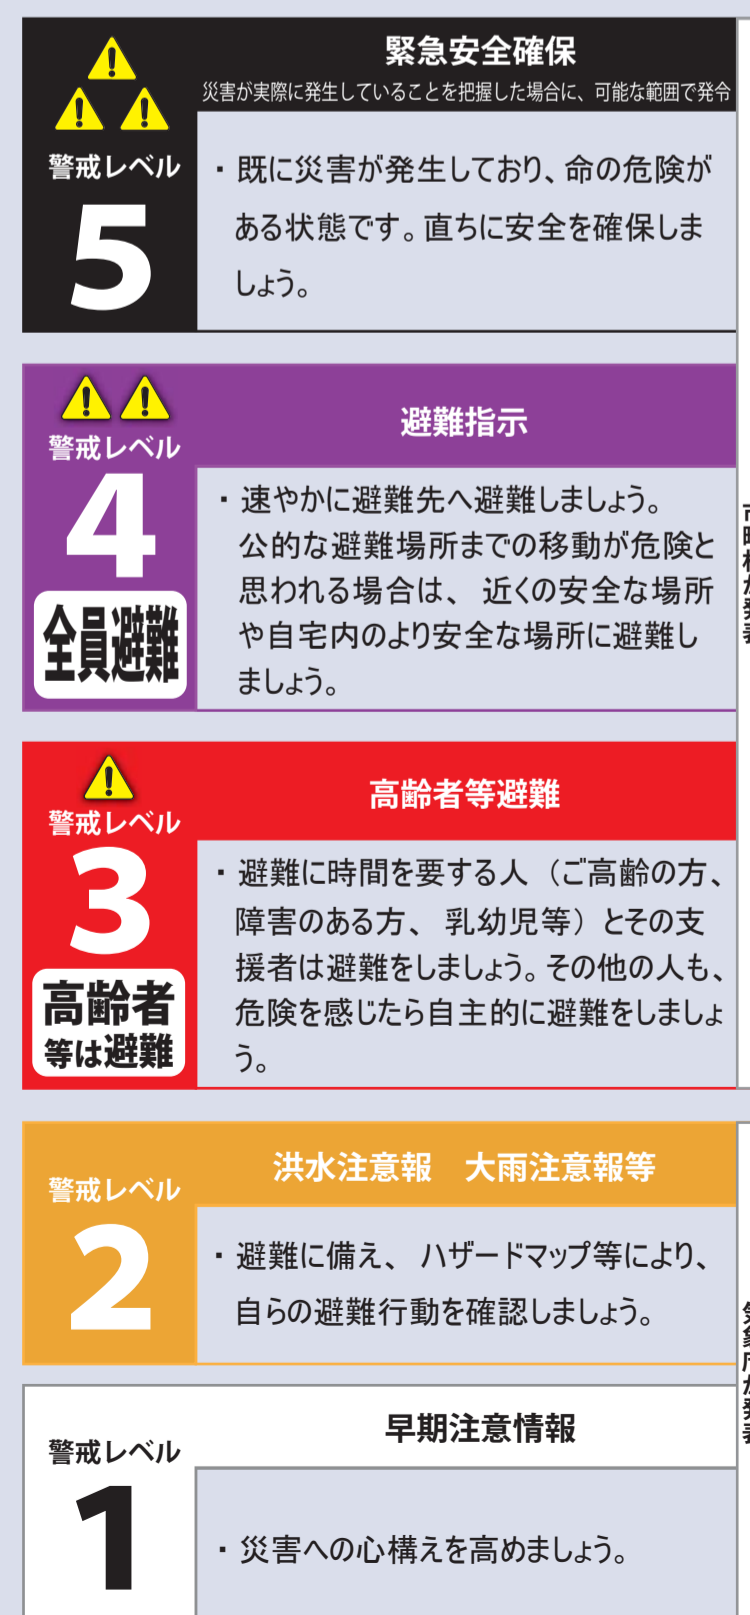 緊急安全確保
災害が実際に発生していることを把握した場合に、可能な範囲で発令
警戒レベル
5
・既に災害が発生しており、命の危険が
ある状態です。直ちに安全を確保しま
しょう。
避難指示
警戒レベル
4
全員避難
・速やかに避難先へ避難しましょう。
公的な避難場所までの移動が危険と
思われる場合は、近くの安全な場所
や自宅内のより安全な場所に避難し
ましょう。
高齢者等避難
警戒レベル
3
高齢者
等は避難
・避難に時間を要する人（ご高齢の方、
障害のある方、乳幼児等）とその支
援者は避難をしましょう。その他の人も、
危険を感じたら自主的に避難をしましょ
う。
洪水注意報　大雨注意報等
警戒レベル
2
・避難に備え、ハザードマップ等により、
自らの避難行動を確認しましょう。
早期注意情報
警戒レベル
1
・災害への心構えを高めましょう。